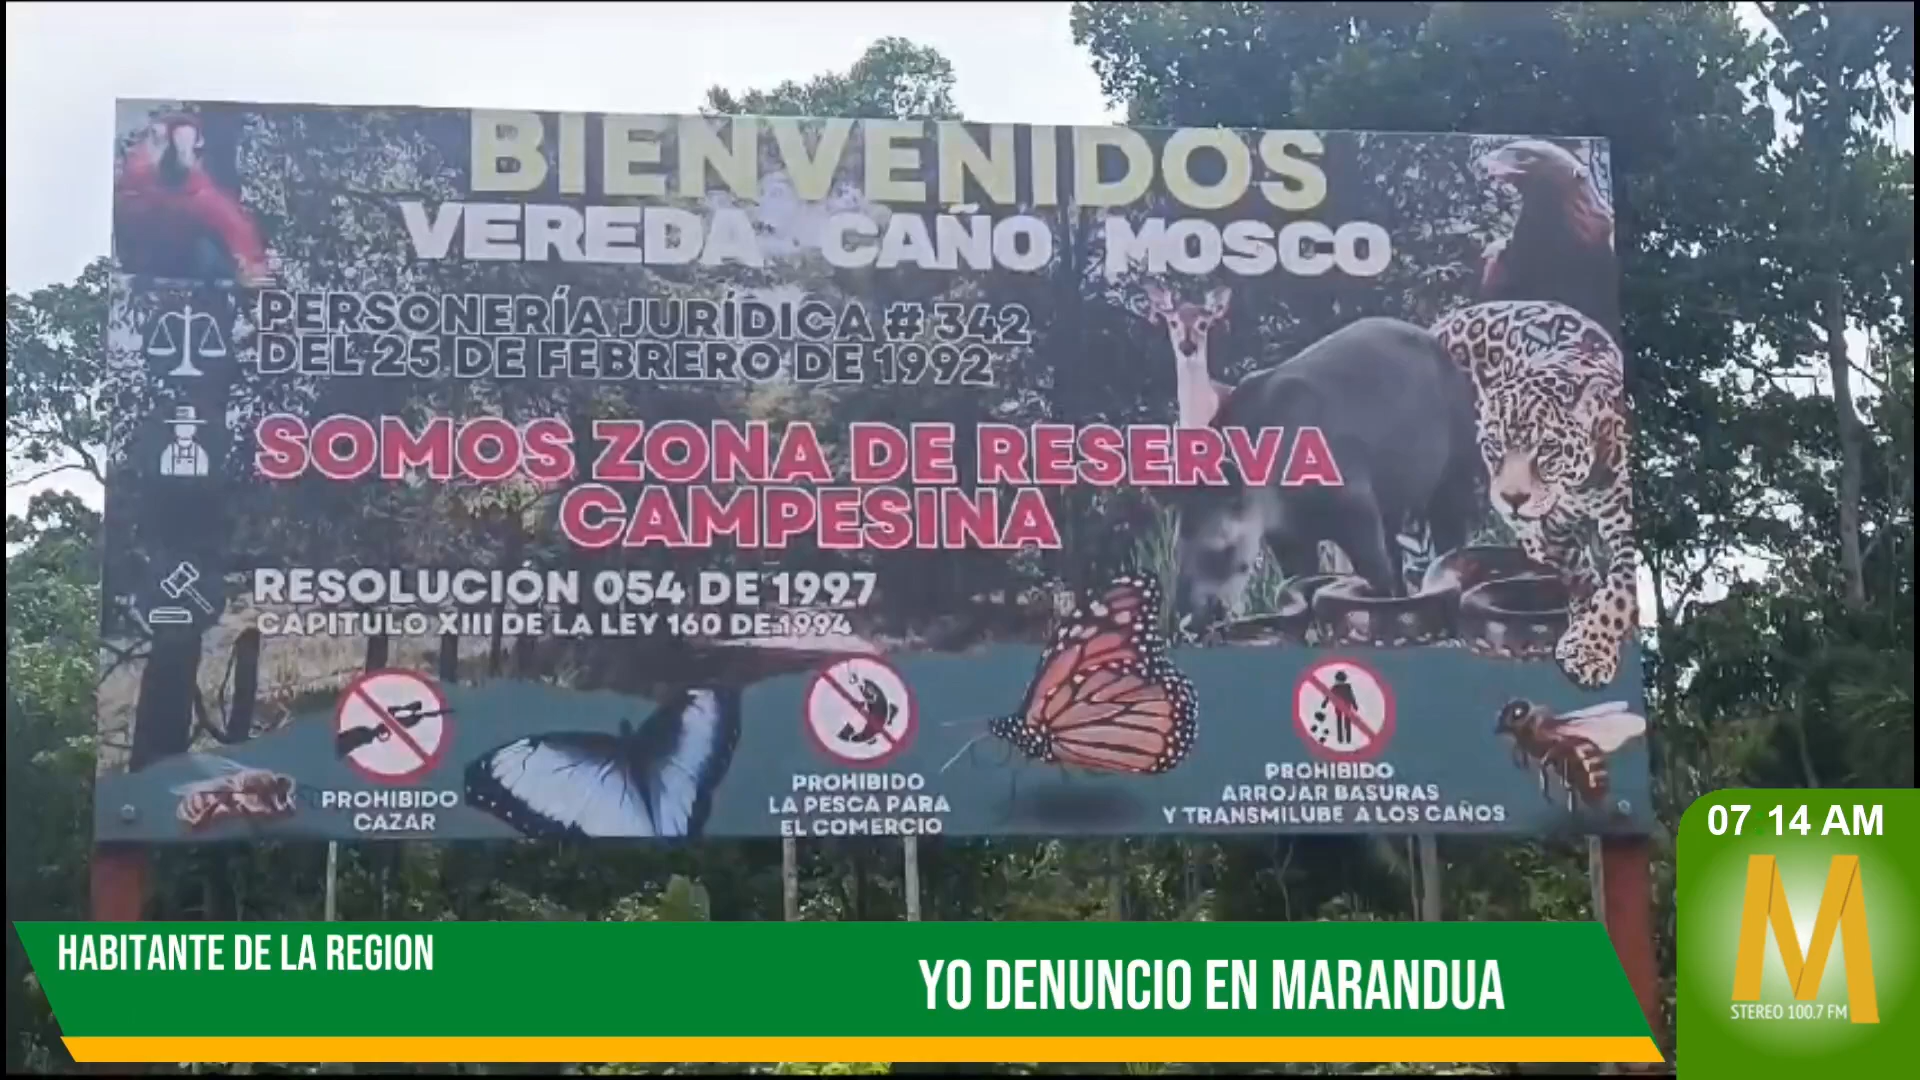 BIENVENIDOS
VEREDA CAÑO MOSCO
PERSONERÍA JURÍDICA # 342
DEL 25 DE FEBRERO DE 1992
SOMOS ZONA DE RESERVA
CAMPESINA
RESOLUCIÓN 054 DE 1997
CAPITULO XIII DE LA LEY 160 DE 1994
PROHIBIDO
CAZAR
PROHIBIDO
LA PESCA PARA
EL COMERCIO
PROHIBIDO
ARROJAR BASURAS
Y TRANSMILUBE A LOS CAÑOS
07:14 AM
M
STEREO 100.7 FM
HABITANTE DE LA REGION
YO DENUNCIO EN MARANDUA